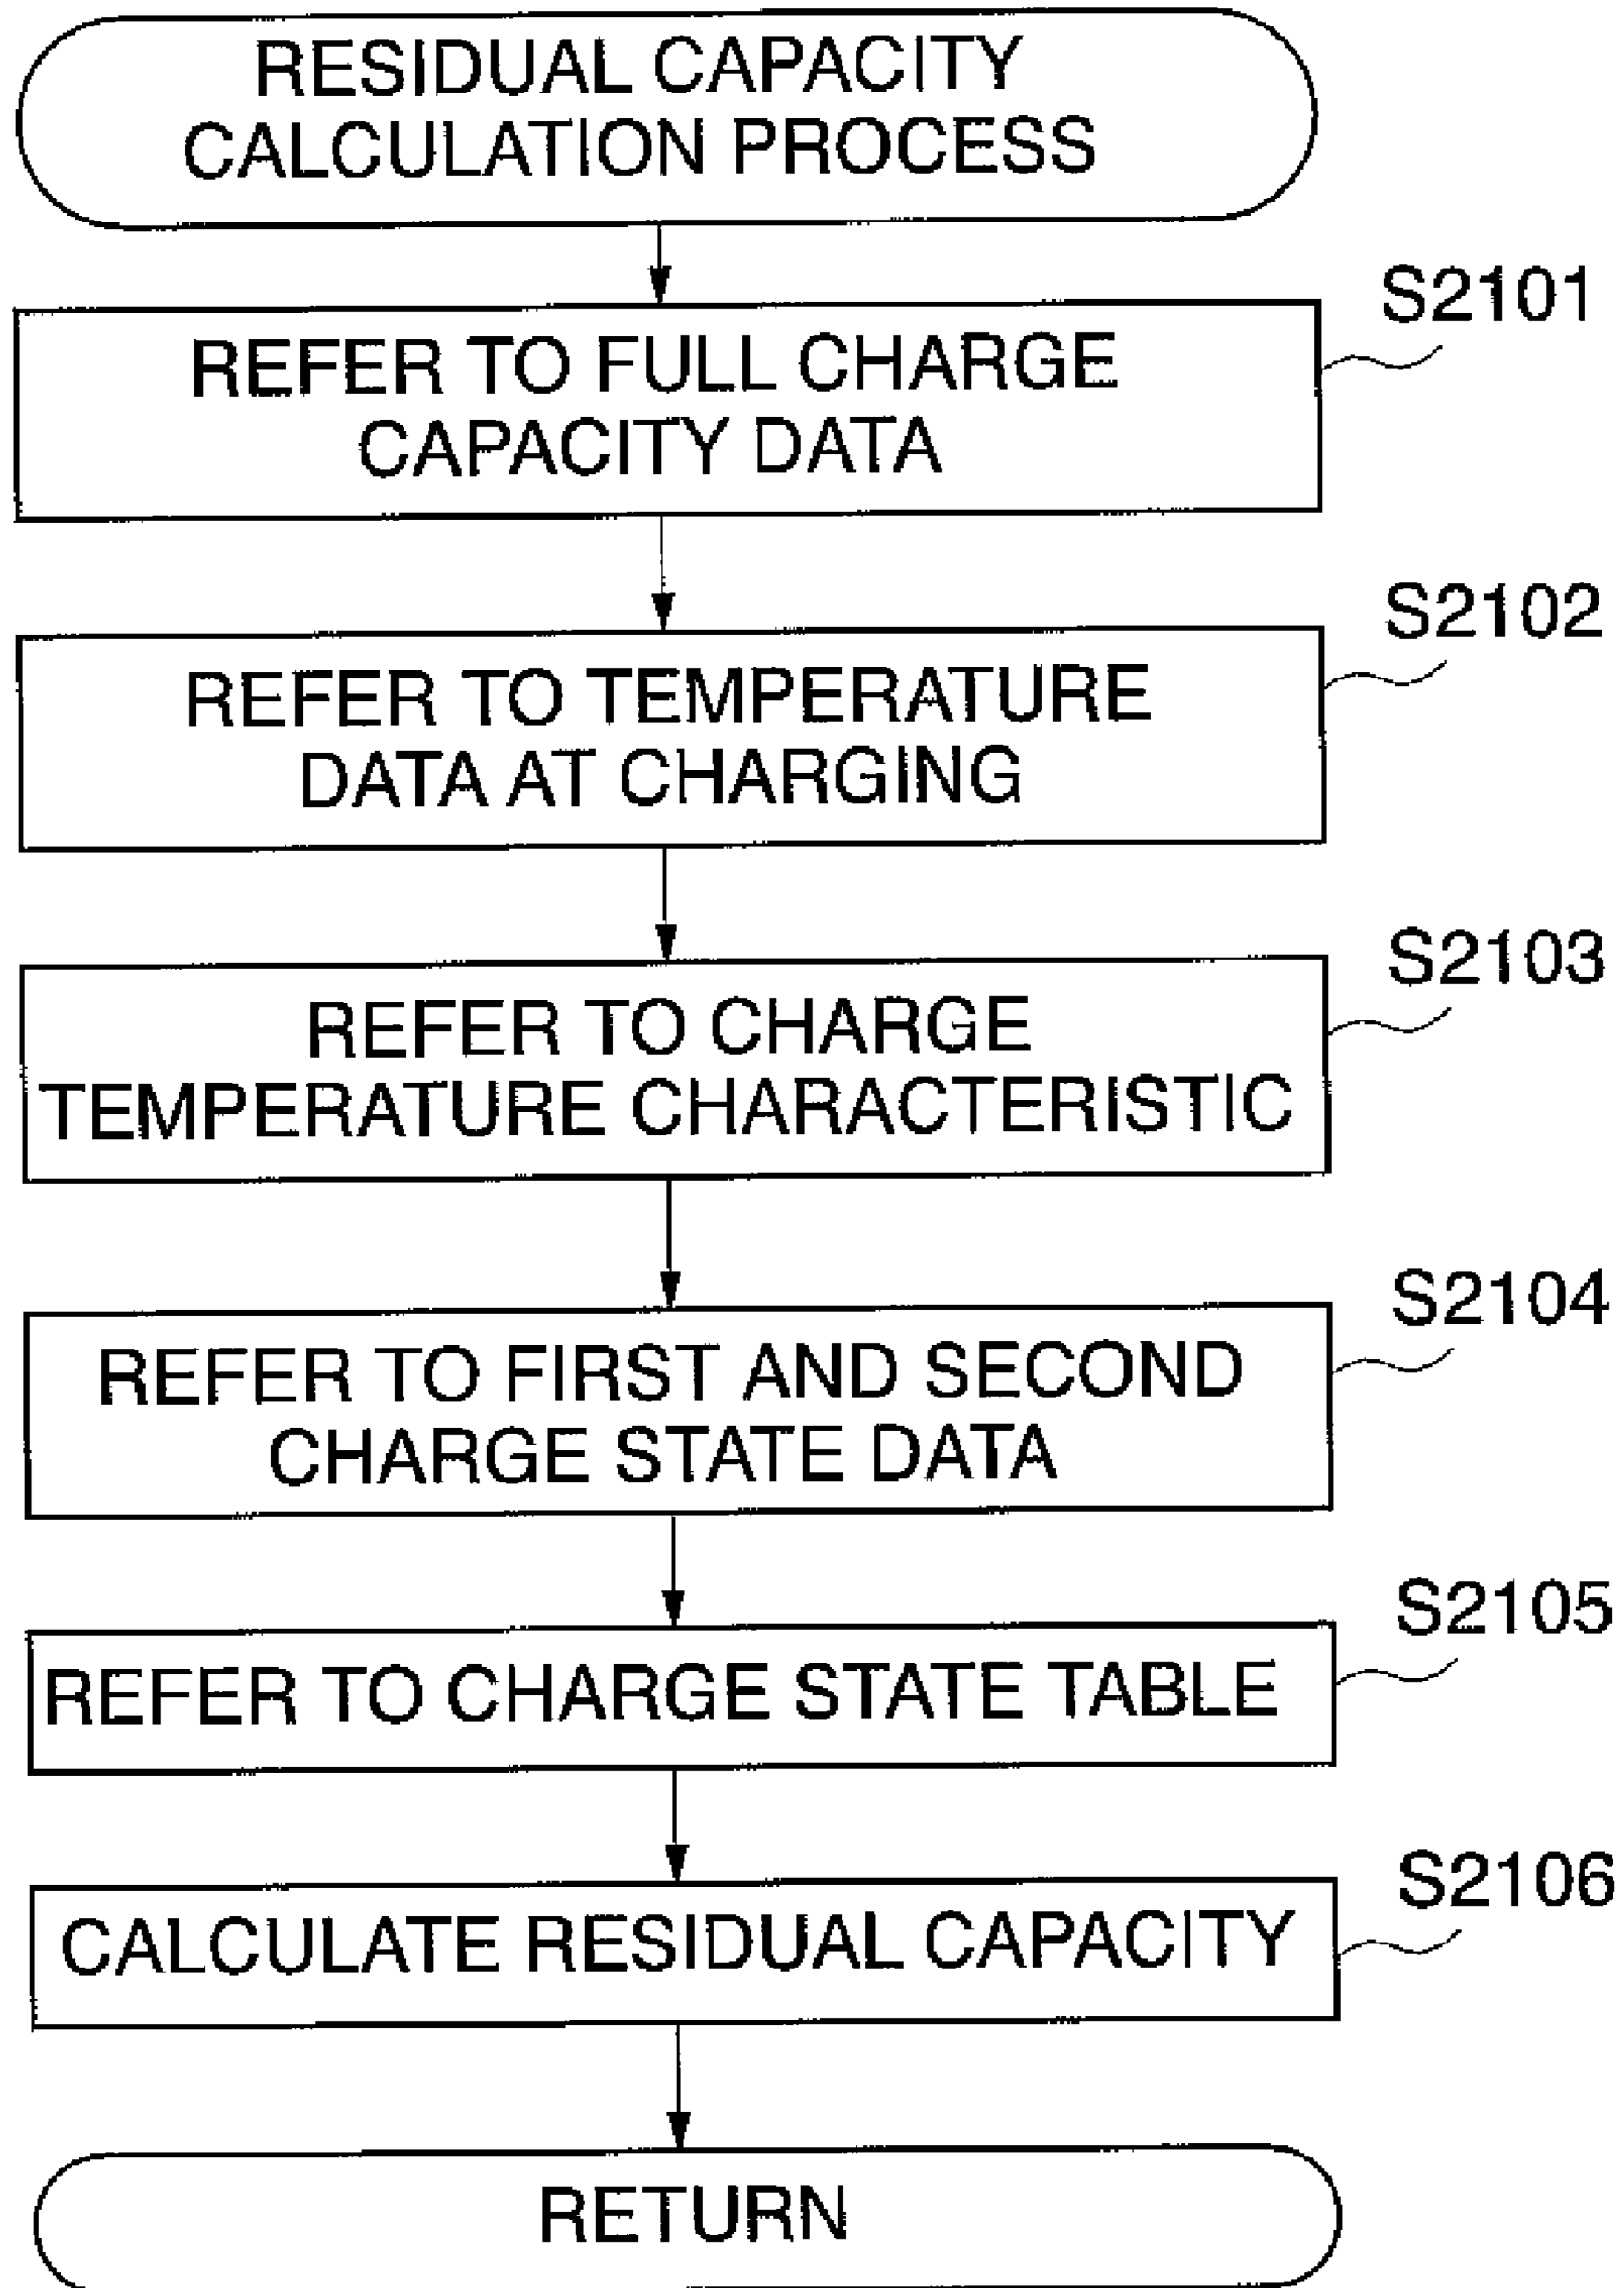 RESIDUAL CAPACITY
CALCULATION PROCESS
S2101
REFER TO FULL CHARGE
CAPACITY DATA
S2102
REFER TO TEMPERATURE
DATA AT CHARGING
S2103
REFER TO CHARGE
TEMPERATURE CHARACTERISTIC
S2104
REFER TO FIRST AND SECOND
CHARGE STATE DATA
S2105
REFER TO CHARGE STATE TABLE
S2106
CALCULATE RESIDUAL CAPACITY
RETURN